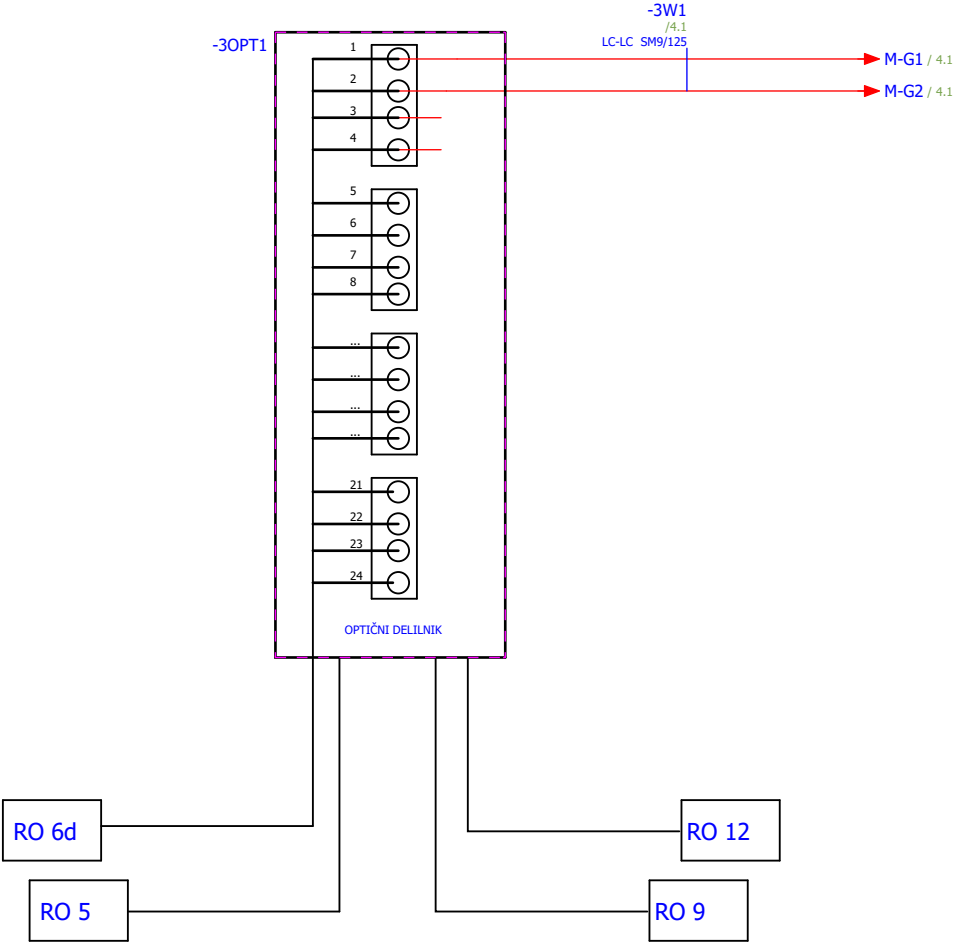 -3W1
/4.1
LC-LC SM9/125
-3OPT1
1
M-G1 / 4.1
2
M-G2 / 4.1
3
4
5
6
7
8
...
...
...
...
21
22
23
24
OPTIČNI DELILNIK
RO 6d
RO 12
RO 5
RO 9